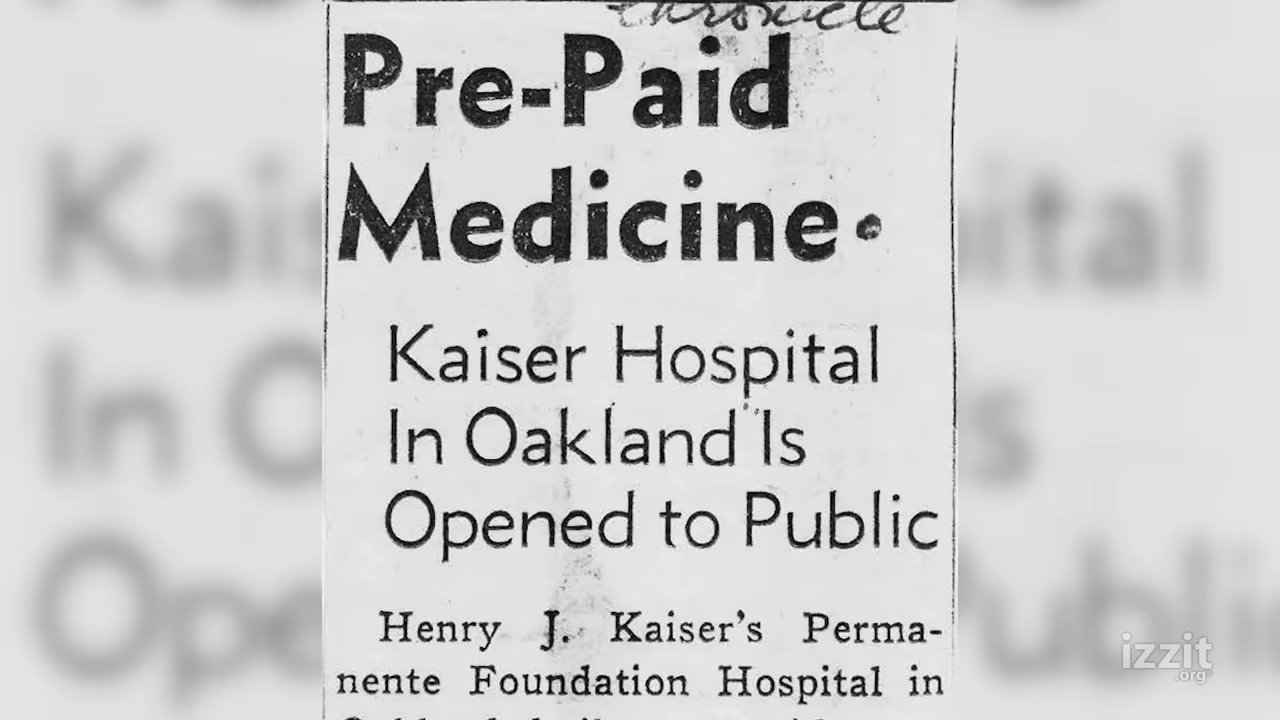 Chronicle
Pre-Paid
Medicine
Kaiser Hospital
In Oakland Is
Opened to Public
Henry J. Kaiser's Perma-
nente Foundation Hospital in
izzit
.org